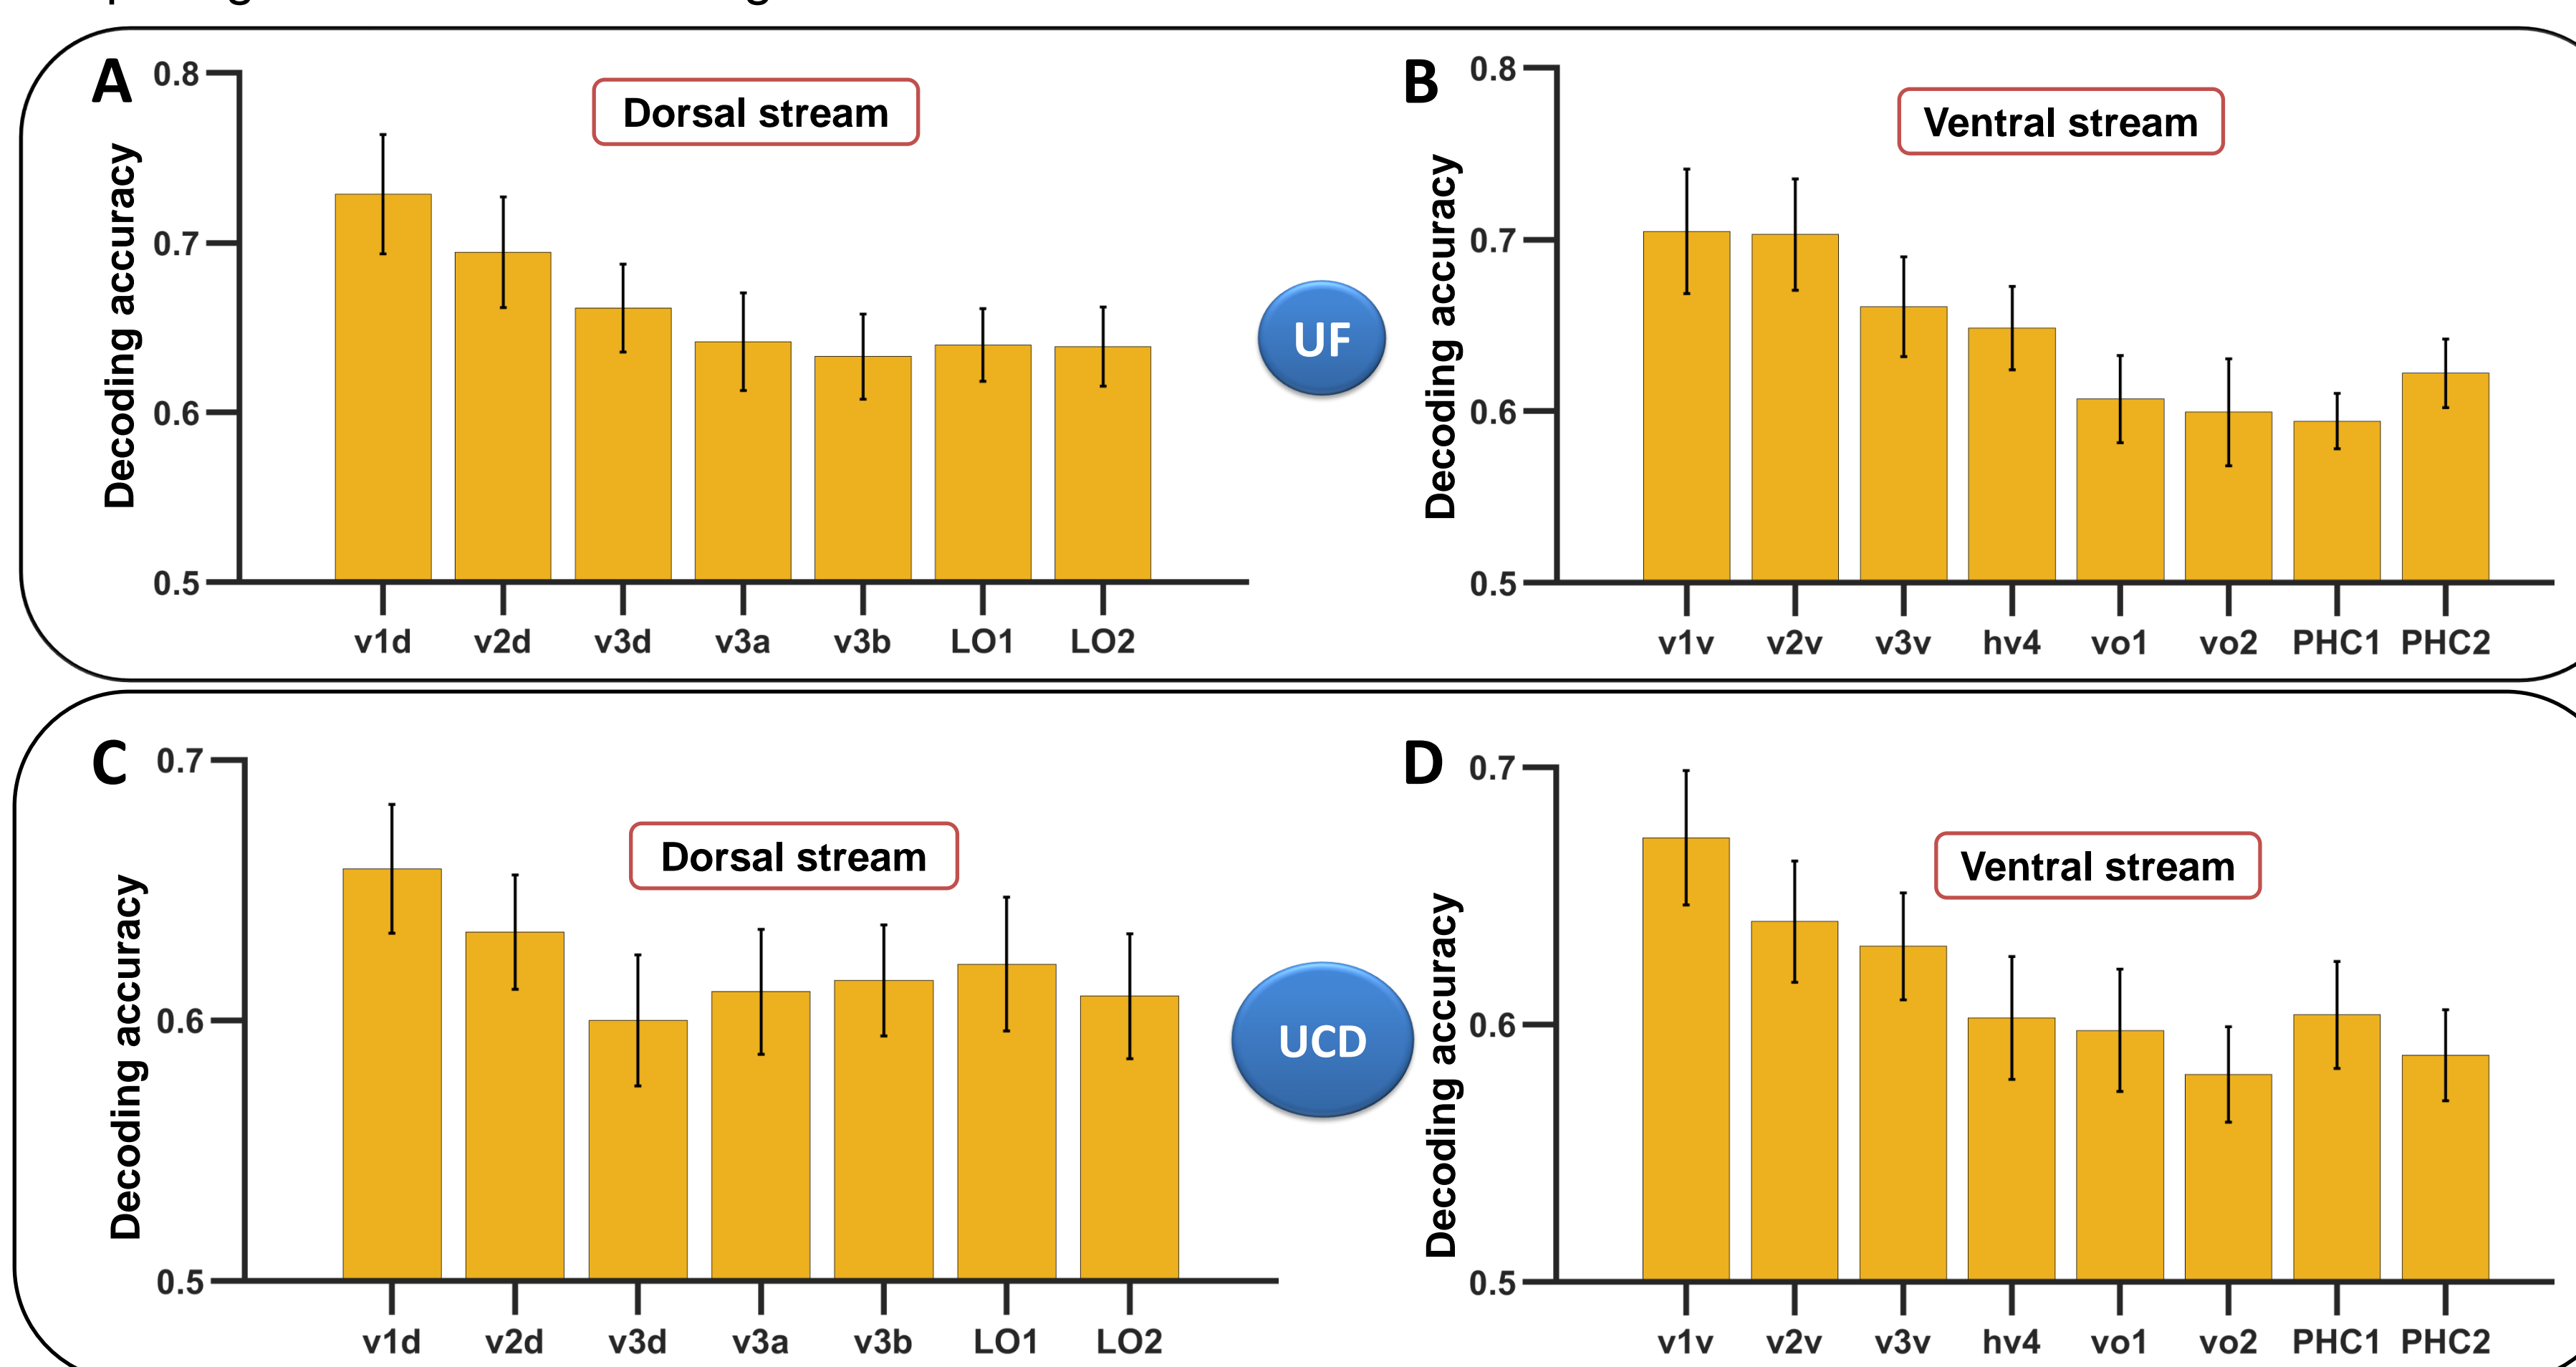 A
Dorsal stream
Decoding accuracy
0.8
0.7
0.6
0.5
v1d v2d v3d v3a v3b LO1 LO2
UF
B
Ventral stream
Decoding accuracy
0.8
0.7
0.6
0.5
v1v v2v v3v hv4 vo1 vo2 PHC1 PHC2
C
Dorsal stream
Decoding accuracy
0.7
0.6
0.5
v1d v2d v3d v3a v3b LO1 LO2
UCD
D
Ventral stream
Decoding accuracy
0.7
0.6
0.5
v1v v2v v3v hv4 vo1 vo2 PHC1 PHC2